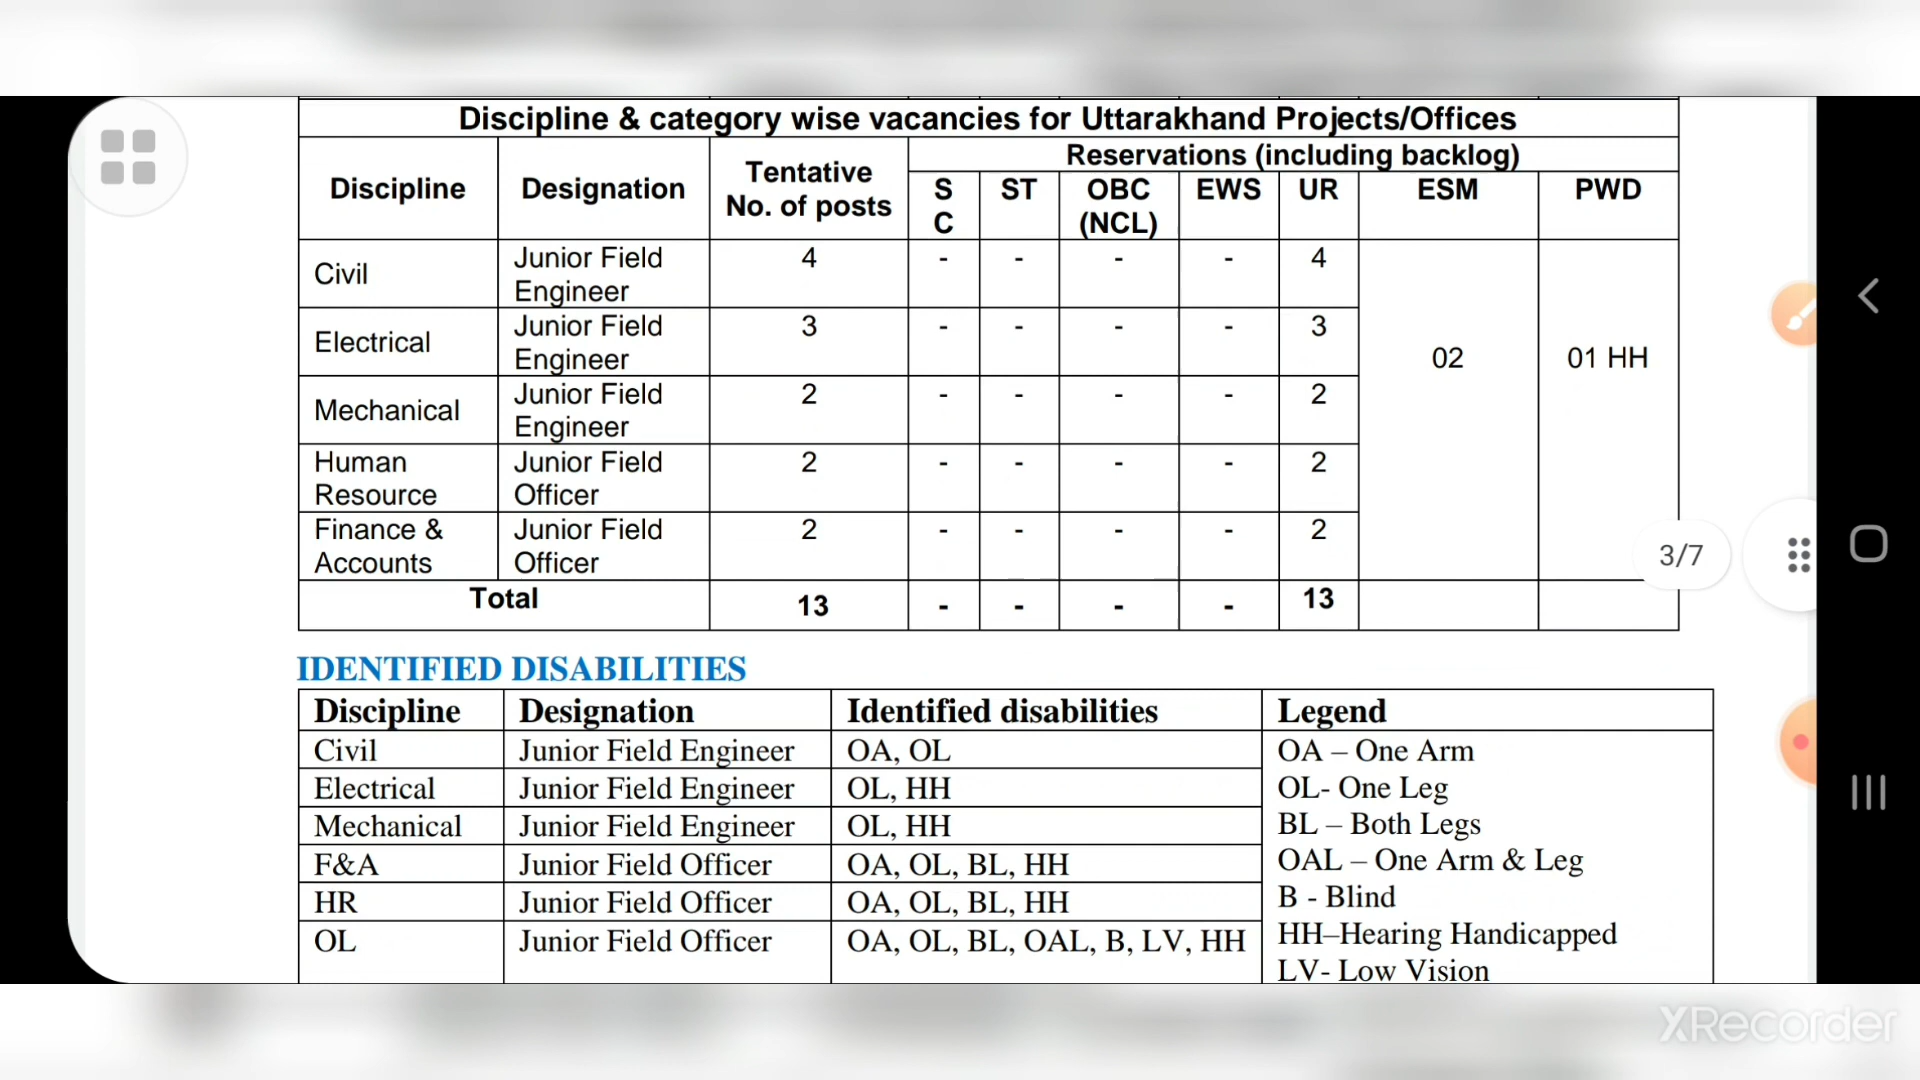 Discipline & category wise vacancies for Uttarakhand Projects/Offices
Discipline Designation Tentative No. of posts Reservations (including backlog)
S C ST OBC (NCL) EWS UR ESM PWD
Civil Junior Field Engineer 4 - - - - 4 02 01 HH
Electrical Junior Field Engineer 3 - - - - 3
Mechanical Junior Field Engineer 2 - - - - 2
Human Resource Junior Field Officer 2 - - - - 2
Finance & Accounts Junior Field Officer 2 - - - - 2
Total 13 - - - - 13
3/7
IDENTIFIED DISABILITIES
Discipline Designation Identified disabilities Legend
Civil Junior Field Engineer OA, OL OA – One Arm
Electrical Junior Field Engineer OL, HH OL- One Leg
Mechanical Junior Field Engineer OL, HH BL – Both Legs
F&A Junior Field Officer OA, OL, BL, HH OAL – One Arm & Leg
HR Junior Field Officer OA, OL, BL, HH B - Blind
OL Junior Field Officer OA, OL, BL, OAL, B, LV, HH HH–Hearing Handicapped
LV- Low Vision
XRecorder